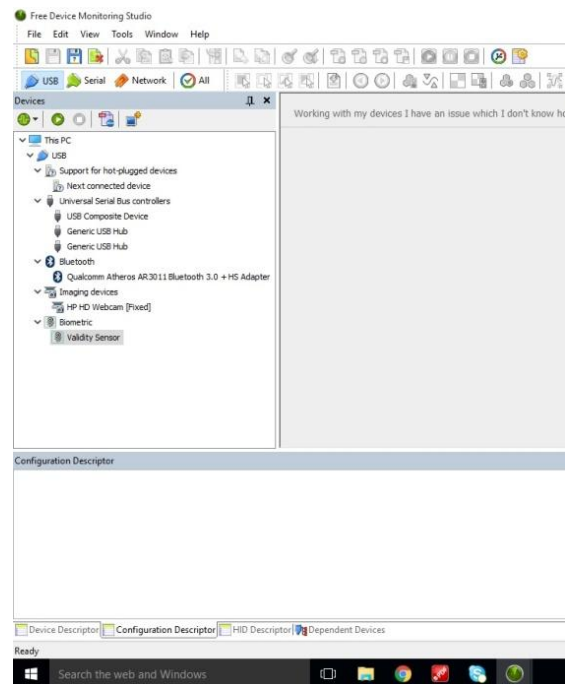 Free Device Monitoring Studio
File Edit View Tools Window Help
USB Serial Network All
Devices
Working with my devices I have an issue which I don't know ho
This PC
USB
Support for hot-plugged devices
Next connected device
Universal Serial Bus controllers
USB Composite Device
Generic USB Hub
Generic USB Hub
Bluetooth
Qualcomm Atheros AR3011 Bluetooth 3.0 + HS Adapter
Imaging devices
HP HD Webcam [Fixed]
Biometric
Validity Sensor
Configuration Descriptor
Device Descriptor Configuration Descriptor HID Descriptor Dependent Devices
Ready
Search the web and Windows